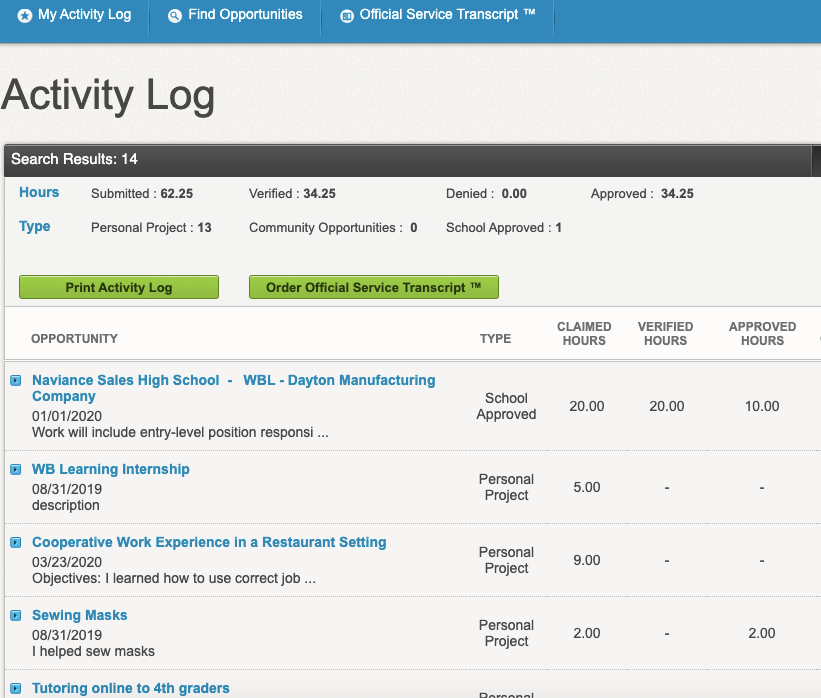 My Activity Log Find Opportunities Official Service Transcript ™
Activity Log
Search Results: 14
Hours Submitted : 62.25 Verified : 34.25 Denied : 0.00 Approved : 34.25
Type Personal Project : 13 Community Opportunities : 0 School Approved : 1
Print Activity Log Order Official Service Transcript ™
OPPORTUNITY TYPE CLAIMED HOURS VERIFIED HOURS APPROVED HOURS
Naviance Sales High School - WBL - Dayton Manufacturing
Company
01/01/2020
Work will include entry-level position responsi ...
School
Approved
20.00 20.00 10.00
WB Learning Internship
08/31/2019
description
Personal
Project
5.00 - -
Cooperative Work Experience in a Restaurant Setting
03/23/2020
Objectives: I learned how to use correct job ...
Personal
Project
9.00 - -
Sewing Masks
08/31/2019
I helped sew masks
Personal
Project
2.00 - 2.00
Tutoring online to 4th graders
Personal